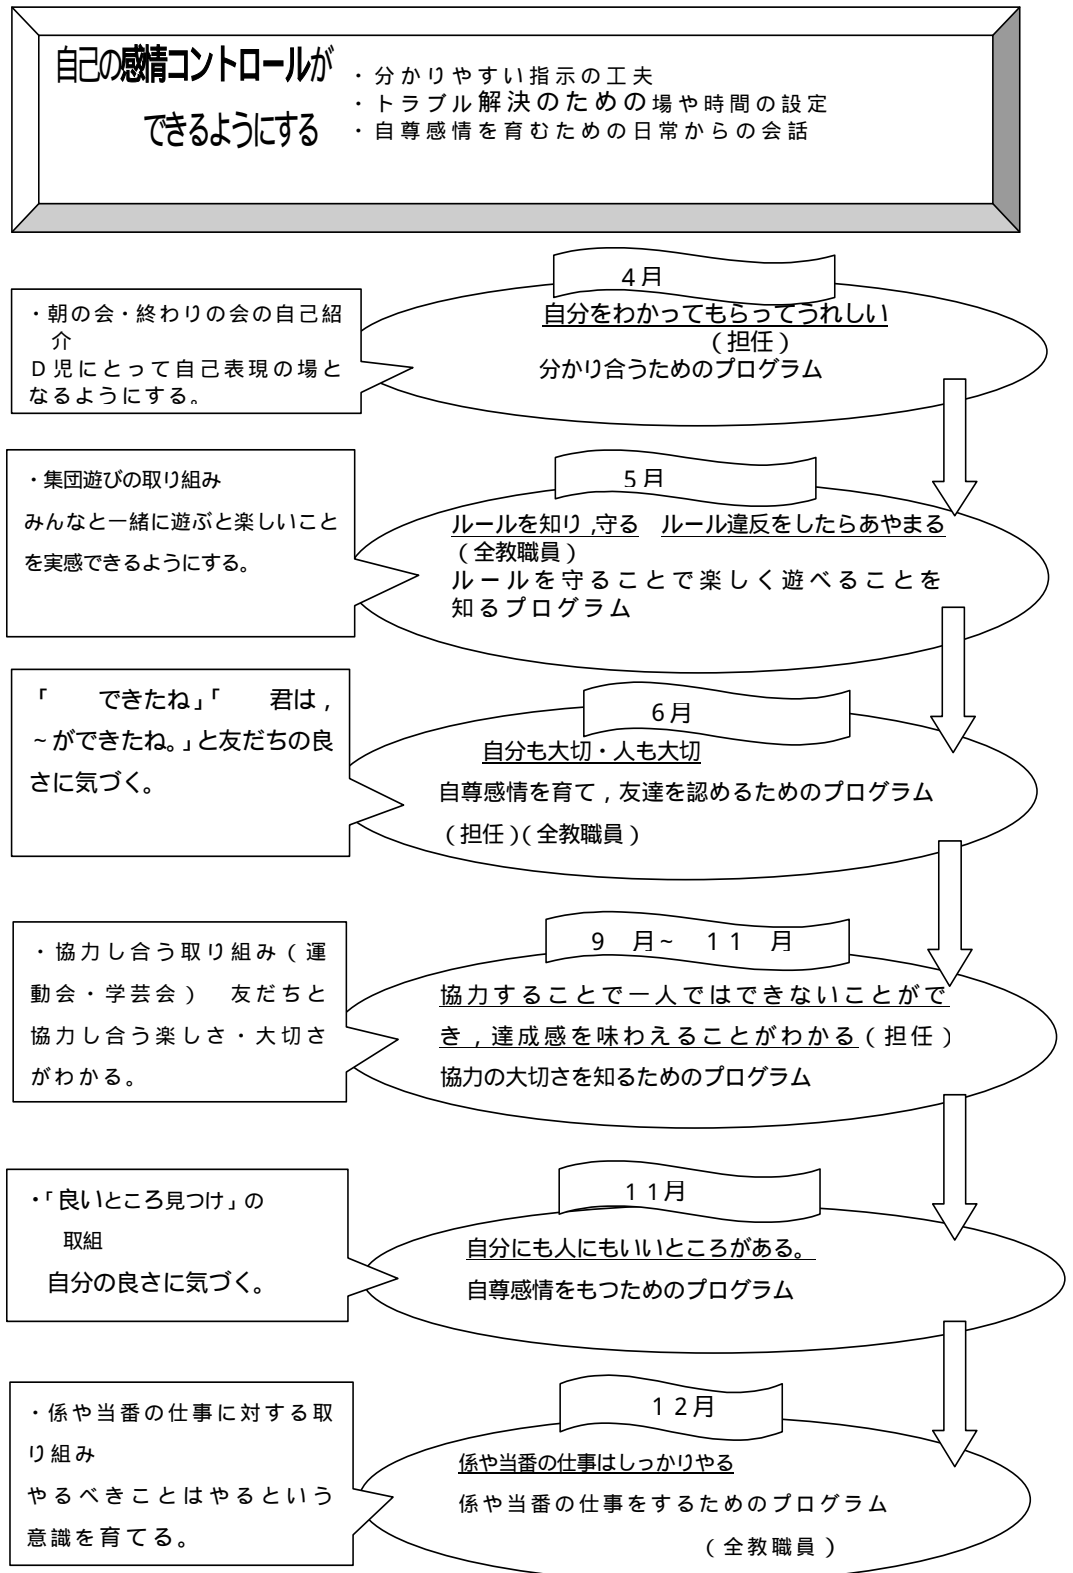 自己の感情コントロールが
できるようにする
・分かりやすい指示の工夫
・トラブル解決のための場や時間の設定
・自尊感情を育むための日常からの会話
4月
自分をわかってもらってうれしい
(担任)
分かり合うためのプログラム
・朝の会・終わりの会の自己紹
介
D児にとって自己表現の場と
なるようにする。
5月
ルールを知り,守る ルール違反をしたらあやまる
(全教職員)
ルールを守ることで楽しく遊べることを
知るプログラム
・集団遊びの取り組み
みんなと一緒に遊ぶと楽しいこと
を実感できるようにする。
6月
自分も大切・人も大切
自尊感情を育て,友達を認めるためのプログラム
(担任)(全教職員)
「 できたね」「 君は,
~ができたね。」と友だちの良
さに気づく。
9 月~ 11 月
協力することで一人ではできないことがで
き,達成感を味わえることがわかる(担任)
協力の大切さを知るためのプログラム
・協力し合う取り組み(運
動会・学芸会) 友だちと
協力し合う楽しさ・大切さ
がわかる。
11月
自分にも人にもいいところがある。
自尊感情をもつためのプログラム
・「良いところ見つけ」の
取組
自分の良さに気づく。
12月
係や当番の仕事はしっかりやる
係や当番の仕事をするためのプログラム
(全教職員)
・係や当番の仕事に対する取
り組み
やるべきことはやるという
意識を育てる。